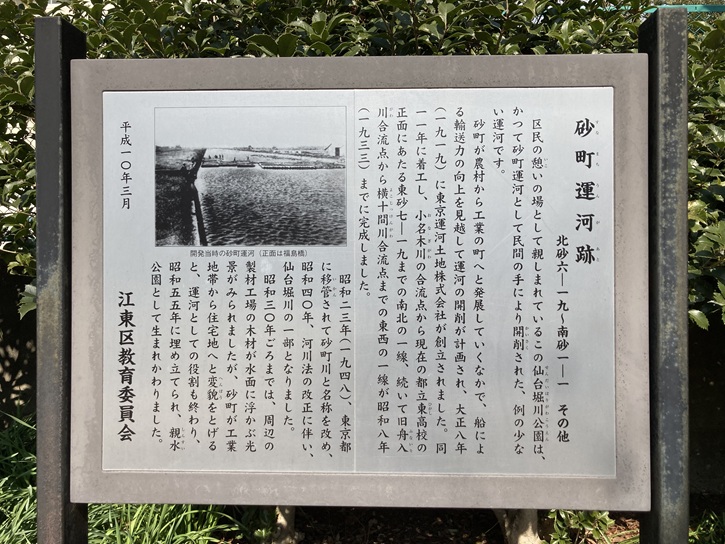 砂町運河跡
北砂六―一九～南砂一―一　その他
区民の憩いの場として親しまれているこの仙台堀川公園は、
かつて砂町運河として民間の手により開削された、例の少な
い運河です。
砂町が農村から工業の町へと発展していくなかで、船によ
る輸送力の向上を見越して運河の開削が計画され、大正八年
（一九一九）に東京運河土地株式会社が創立されました。同
一一年に着工し、小名木川の合流点から現在の都立東高校の
正面にあたる東砂七―一九までの南北の一線、続いて旧舟入
川合流点から横十間川合流点までの東西の一線が昭和八年
（一九三三）までに完成しました。
開発当時の砂町運河（正面は福島橋）
昭和二三年（一九四八）、東京都
に移管されて砂町川と名称を改め、
昭和四〇年、河川法の改正に伴い、
仙台堀川の一部となりました。
昭和三〇年ごろまでは、周辺の
製材工場の木材が水面に浮かぶ光
景がみられましたが、砂町が工業
地帯から住宅地へと変貌をとげる
と、運河としての役割も終わり、
昭和五五年に埋め立てられ、親水
公園として生まれかわりました。
平成一〇年三月
江東区教育委員会